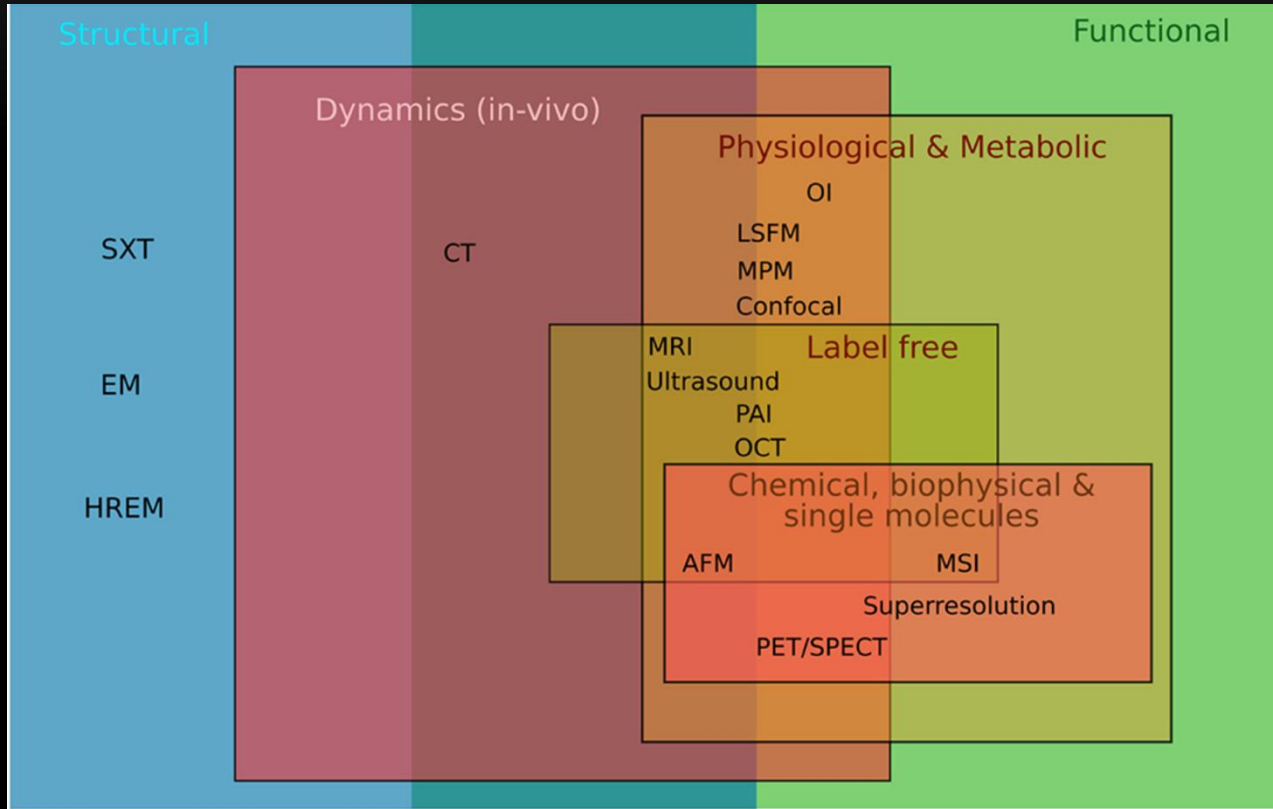 Structural
Functional
Dynamics (in-vivo)
Physiological & Metabolic
OI
LSFM
SXT
CT
MPM
Confocal
MRI
Label free
Ultrasound
EM
PAI
OCT
Chemical, biophysical &
single molecules
HREM
AFM
MSI
Superresolution
PET/SPECT